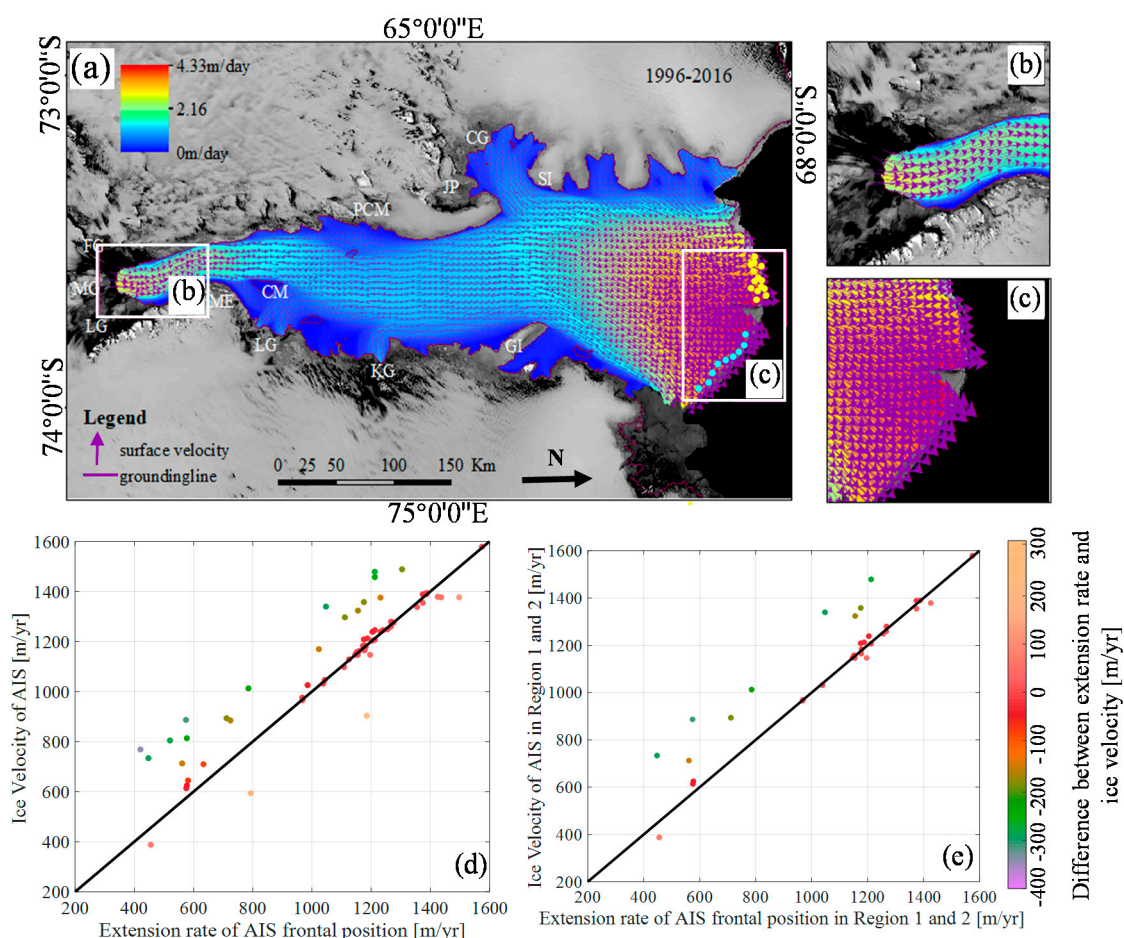 65°0'0"E
73°0'0"S
(a)
4.33m/day
2.16
0m/day
1996-2016
CG
JP
SI
PCM
FG
MG
LG
(b)
ME
CM
LG
KG
GI
(c)
74°0'0"S
Legend
surface velocity
groundingline
0 25 50 100 150 Km
N
75°0'0"E
68°0'0"S
(b)
(c)
Ice Velocity of AIS [m/yr]
1600
1400
1200
1000
800
600
400
200
200 400 600 800 1000 1200 1400 1600
(d)
Extension rate of AIS frontal position [m/yr]
Ice Velocity of AIS in Region 1 and 2 [m/yr]
1600
1400
1200
1000
800
600
400
200
200 400 600 800 1000 1200 1400 1600
(e)
Extension rate of AIS frontal position in Region 1 and 2 [m/yr]
300
200
100
0
-100
-200
-300
-400
Difference between extension rate and
ice velocity [m/yr]